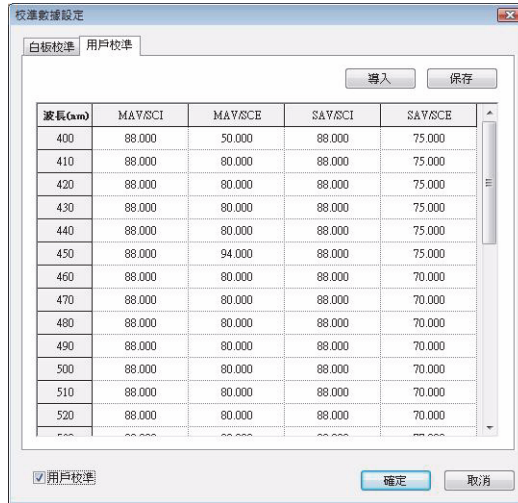 校準數據設定
白板校準 用戶校準
導入 保存
波長(nm) MAV/SCI MAV/SCE SAV/SCI SAV/SCE
400 88.000 50.000 88.000 75.000
410 88.000 80.000 88.000 75.000
420 88.000 80.000 88.000 75.000
430 88.000 80.000 88.000 75.000
440 88.000 80.000 88.000 75.000
450 88.000 94.000 88.000 75.000
460 88.000 80.000 88.000 70.000
470 88.000 80.000 88.000 70.000
480 88.000 80.000 88.000 70.000
490 88.000 80.000 88.000 70.000
500 88.000 80.000 88.000 70.000
510 88.000 80.000 88.000 70.000
520 88.000 80.000 88.000 70.000
用戶校準 確定 取消